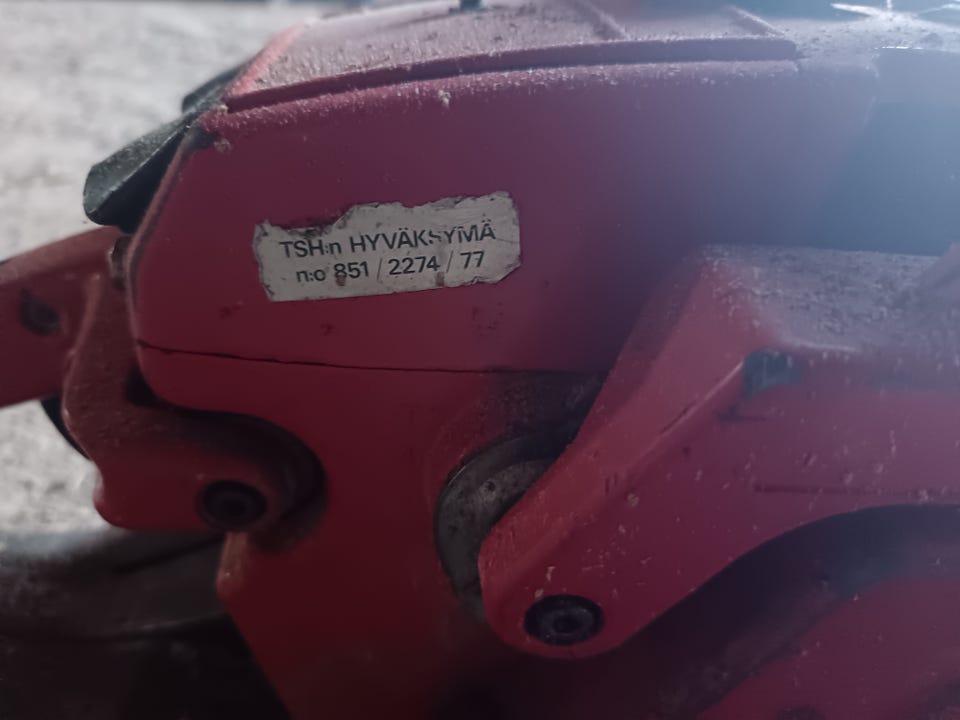 TSH:n HYVÄKSYMÄ
n:o 851 / 2274 / 77